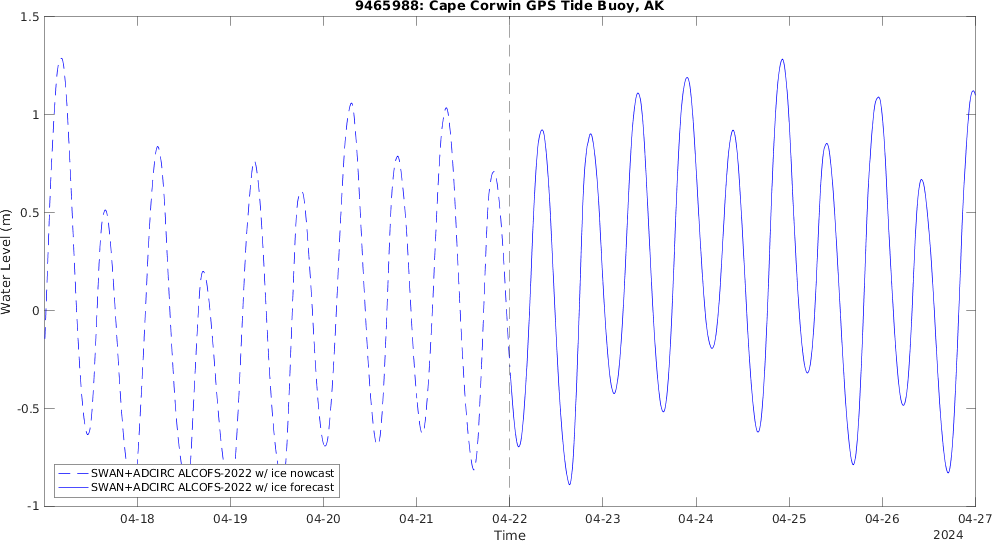 9465988: Cape Corwin GPS Tide Buoy, AK
1.5
1
0.5
0
-0.5
-1
Water Level (m)
SWAN+ADCIRC ALCOFS-2022 w/ ice nowcast
SWAN+ADCIRC ALCOFS-2022 w/ ice forecast
04-18 04-19 04-20 04-21 04-22 04-23 04-24 04-25 04-26 04-27
Time
2024